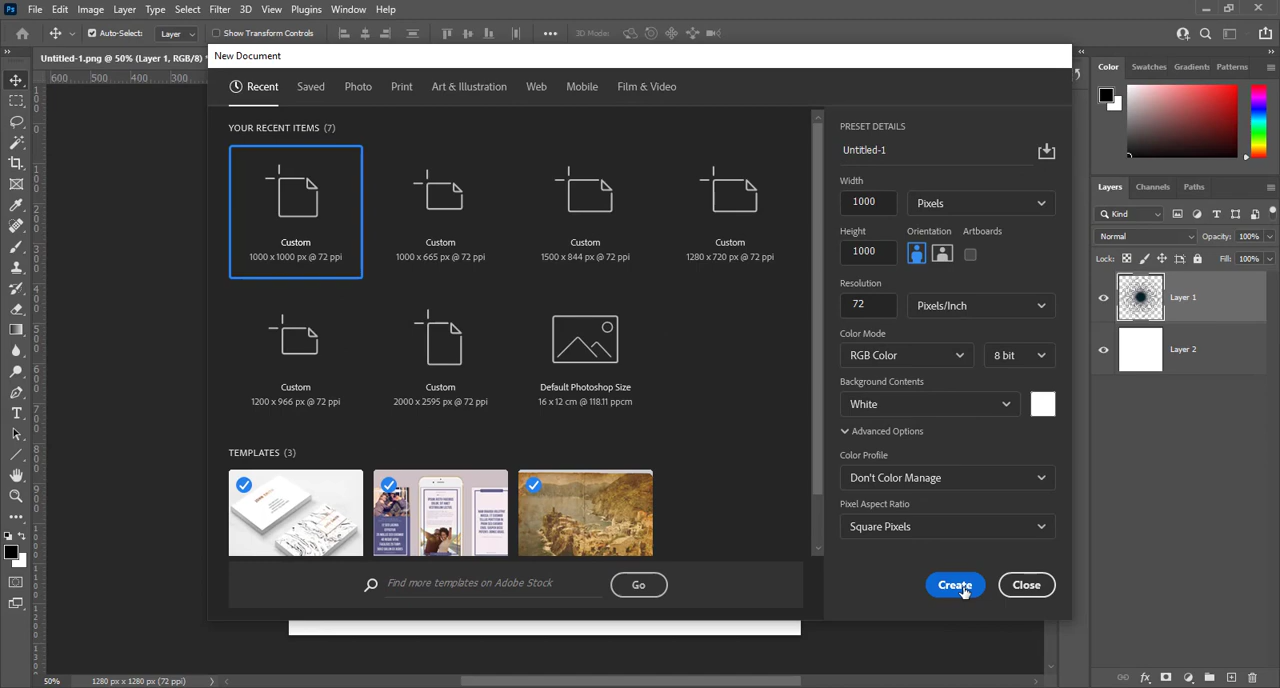 Ps File Edit Image Layer Type Select Filter 3D View Plugins Window Help
Auto-Select: Layer Show Transform Controls 3D Mode:
Untitled-1.png @ 50% (Layer 1, RGB/8) *
600 500 400 300
New Document
Recent Saved Photo Print Art & Illustration Web Mobile Film & Video
YOUR RECENT ITEMS (7)
Custom
1000 x 1000 px @ 72 ppi
Custom
1000 x 665 px @ 72 ppi
Custom
1500 x 844 px @ 72 ppi
Custom
1280 x 720 px @ 72 ppi
Custom
1200 x 966 px @ 72 ppi
Custom
2000 x 2595 px @ 72 ppi
Default Photoshop Size
16 x 12 cm @ 118.11 ppcm
TEMPLATES (3)
Find more templates on Adobe Stock
Go
PRESET DETAILS
Untitled-1
Width
1000 Pixels
Height Orientation Artboards
1000
Resolution
72 Pixels/Inch
Color Mode
RGB Color 8 bit
Background Contents
White
Advanced Options
Color Profile
Don't Color Manage
Pixel Aspect Ratio
Square Pixels
Create Close
Color Swatches Gradients Patterns
Layers Channels Paths
Kind
Normal Opacity: 100%
Lock: Fill: 100%
Layer 1
Layer 2
50% 1280 px x 1280 px (72 ppi)